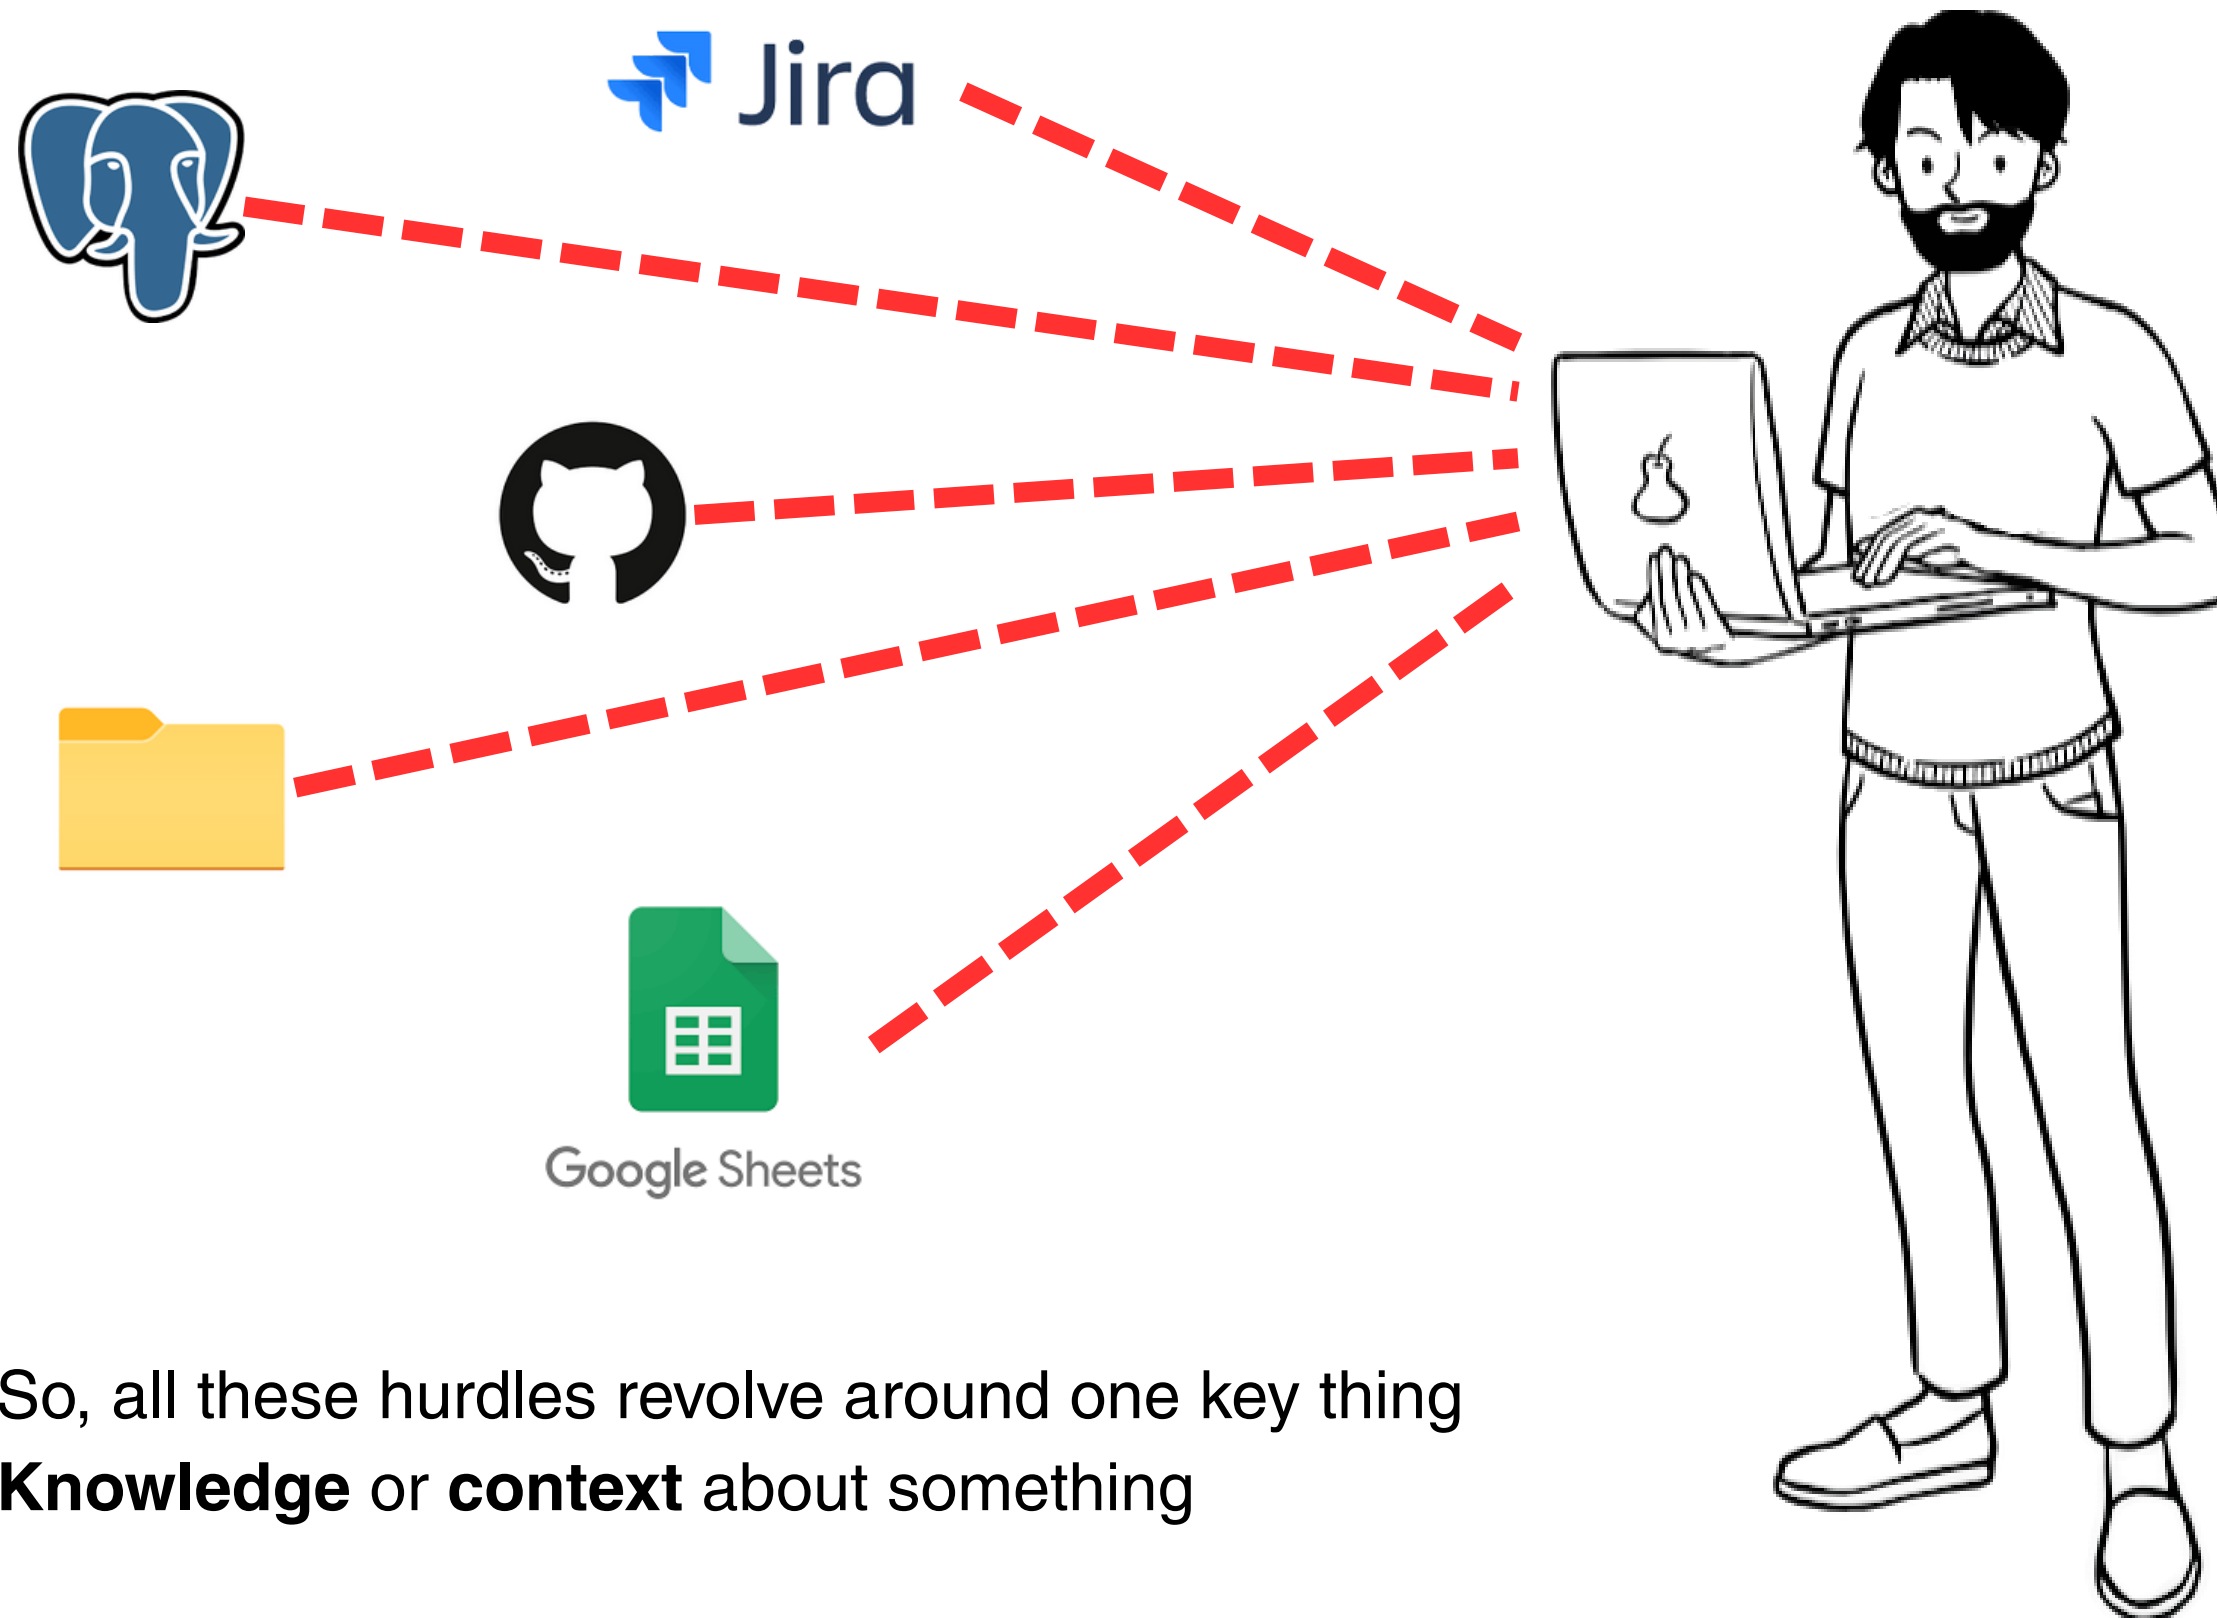 Jira
Google Sheets
So, all these hurdles revolve around one key thing
Knowledge or context about something